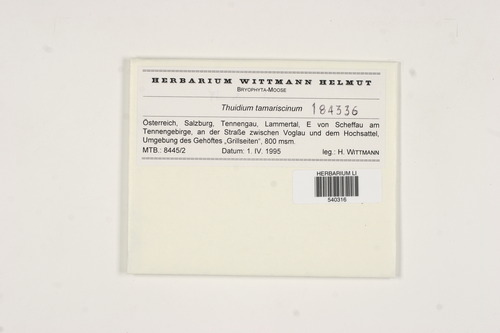 HERBARIUM WITTMANN HELMUT
BRYOPHYTA-MOOSE
Thuidium tamariscinum 184336
Österreich, Salzburg, Tennengau, Lammertal, E von Scheffau am
Tennengebirge, an der Straße zwischen Voglau und dem Hochsattel,
Umgebung des Gehöftes „Grillseiten“, 800 msm.
MTB.: 8445/2 Datum: 1. IV. 1995 leg.: H. WITTMANN
HERBARIUM LI
540316